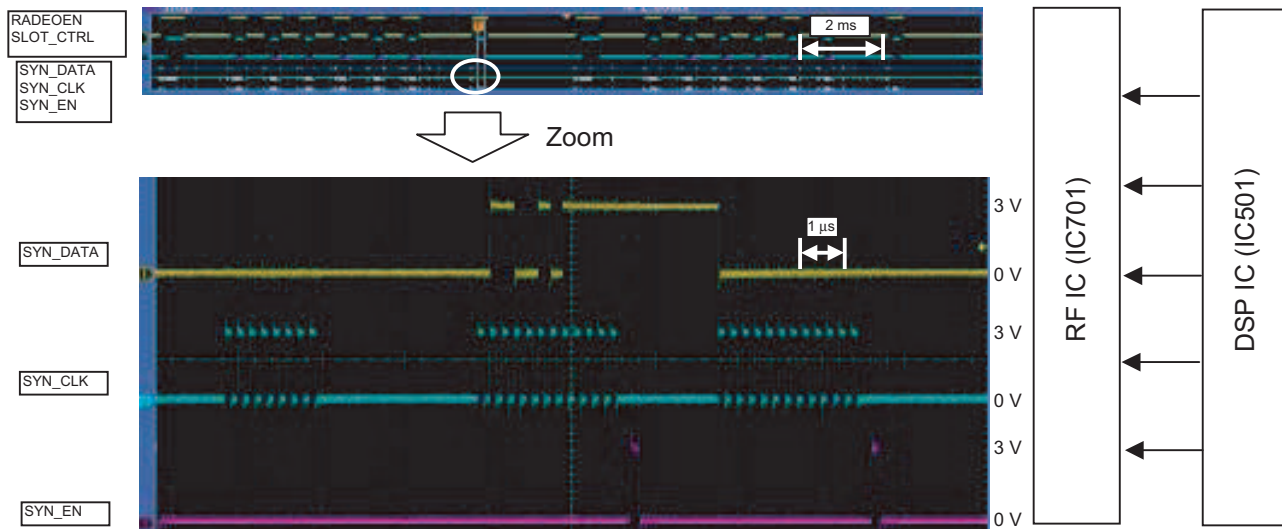 RADEOEN
SLOT_CTRL
SYN_DATA
SYN_CLK
SYN_EN
2 ms
Zoom
SYN_DATA
SYN_CLK
SYN_EN
1 µs
3 V
0 V
3 V
0 V
3 V
0 V
RF IC (IC701)
DSP IC (IC501)